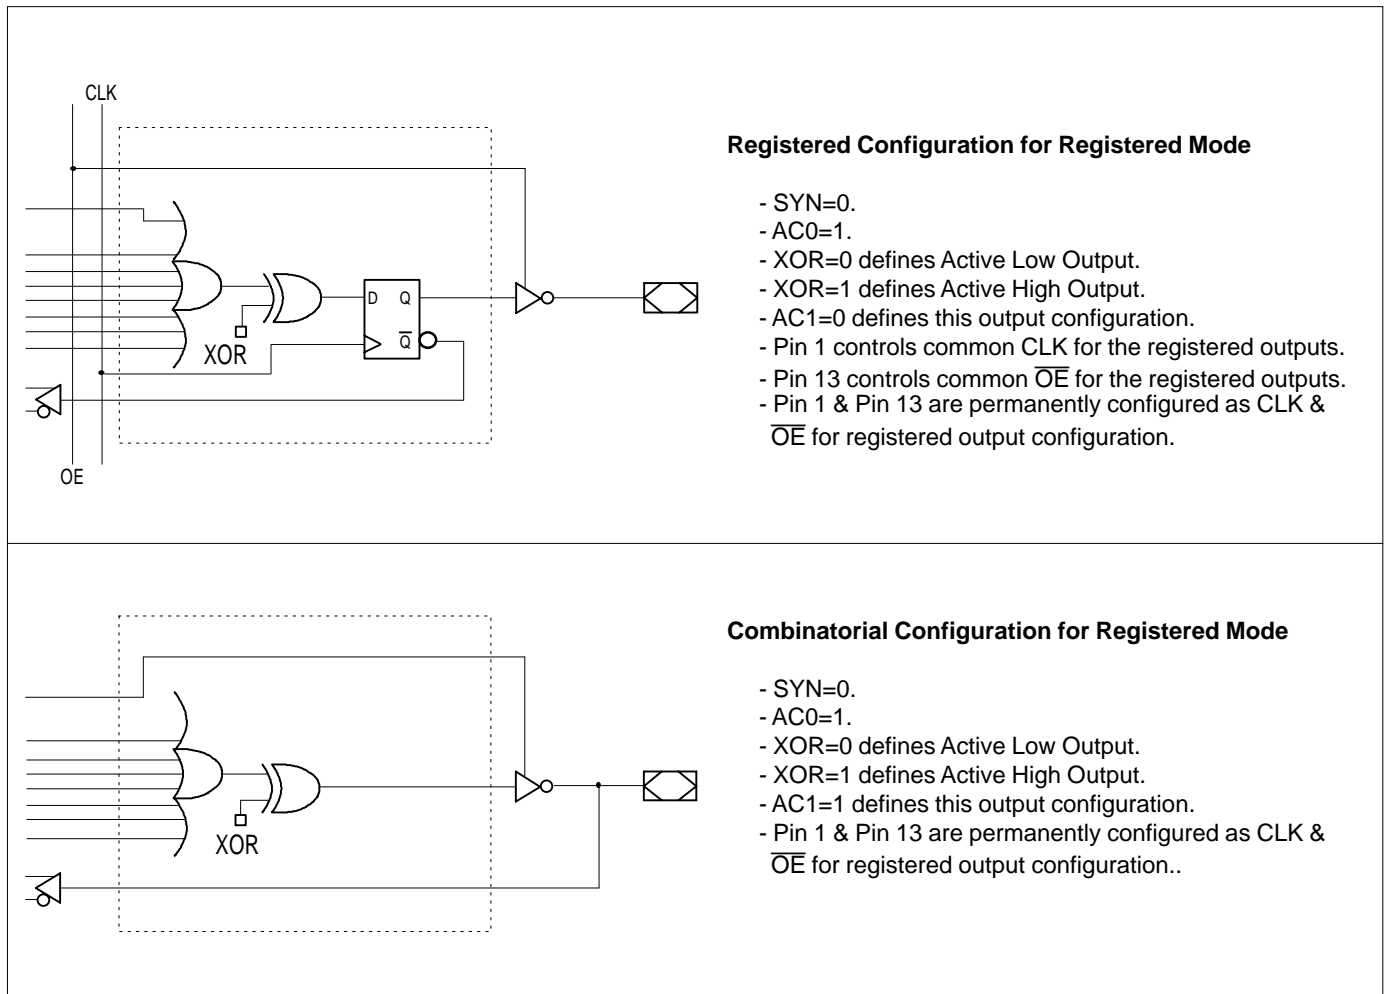 CLK
D Q
Q̅
XOR
OE
Registered Configuration for Registered Mode
- SYN=0.
- AC0=1.
- XOR=0 defines Active Low Output.
- XOR=1 defines Active High Output.
- AC1=0 defines this output configuration.
- Pin 1 controls common CLK for the registered outputs.
- Pin 13 controls common O̅E̅ for the registered outputs.
- Pin 1 & Pin 13 are permanently configured as CLK &
O̅E̅ for registered output configuration.
XOR
Combinatorial Configuration for Registered Mode
- SYN=0.
- AC0=1.
- XOR=0 defines Active Low Output.
- XOR=1 defines Active High Output.
- AC1=1 defines this output configuration.
- Pin 1 & Pin 13 are permanently configured as CLK &
O̅E̅ for registered output configuration..